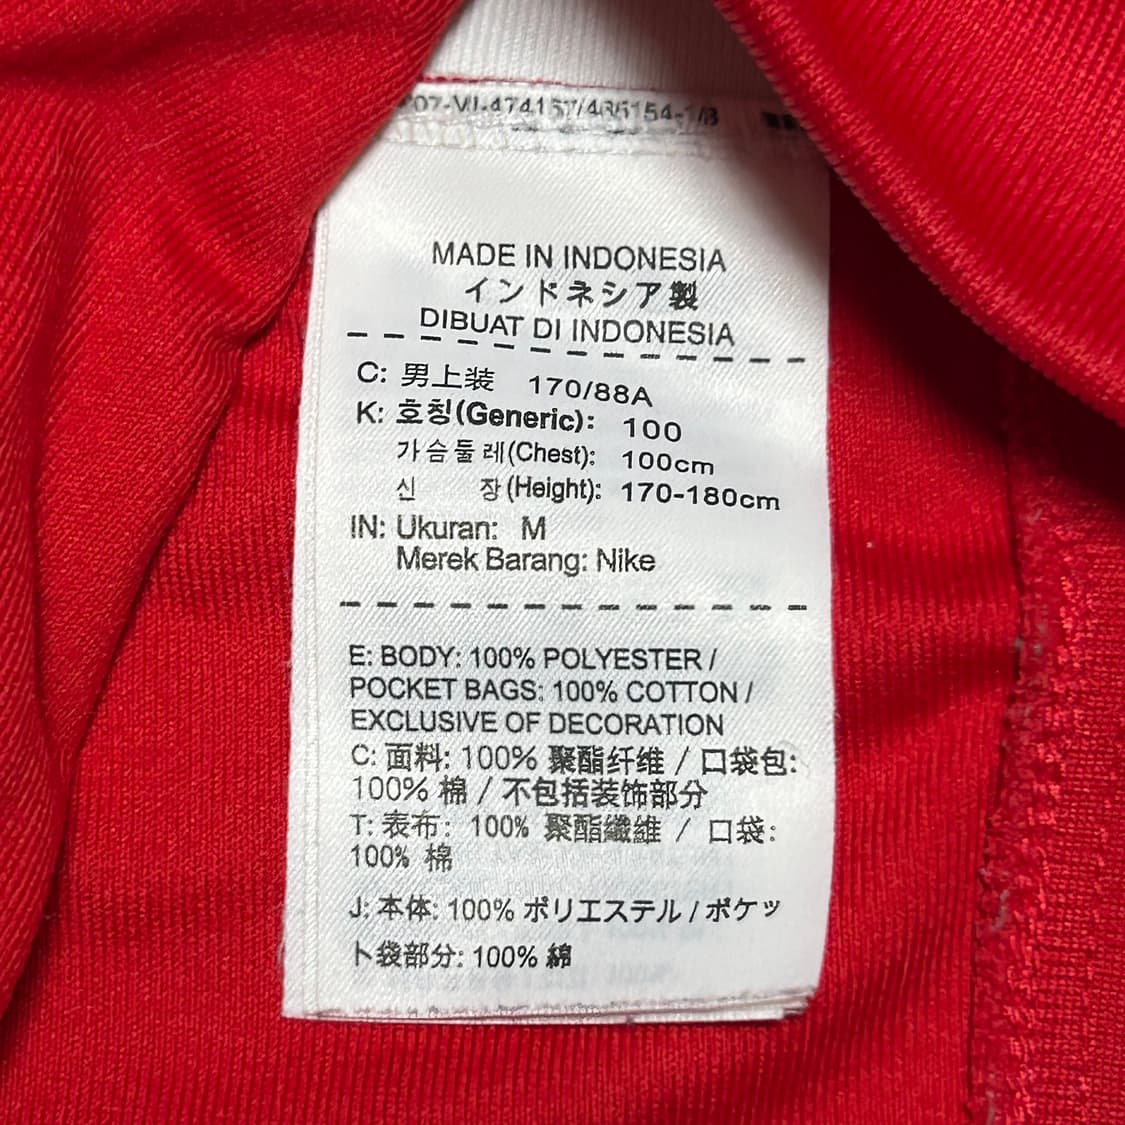 MADE IN INDONESIA
インドネシア製
DIBUAT DI INDONESIA
C: 男上装 170/88A
K: 호칭(Generic): 100
가슴둘레(Chest): 100cm
신 장(Height): 170-180cm
IN: Ukuran: M
Merek Barang: Nike
E: BODY: 100% POLYESTER /
POCKET BAGS: 100% COTTON /
EXCLUSIVE OF DECORATION
C: 面料: 100% 聚酯纤维 / 口袋包:
100% 棉 / 不包括装饰部分
T: 表布: 100% 聚酯纖維 / 口袋:
100% 棉
J: 本体: 100% ポリエステル / ポケッ
ト袋部分: 100% 綿